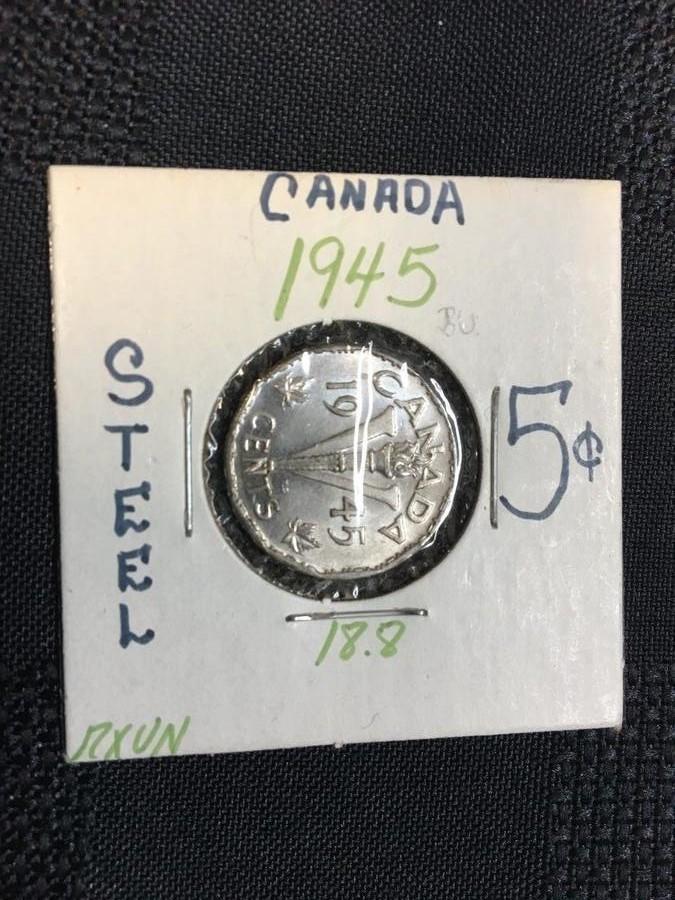 CANADA
1945
BU.
STEEL
5¢
CANADA
19 45
CENTS
18.8
RXUN